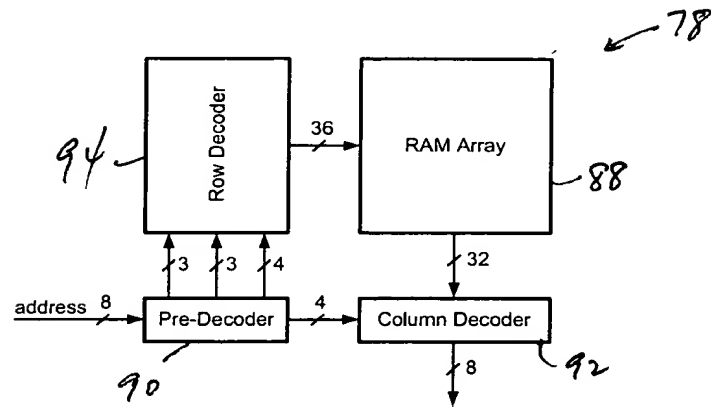 78
Row Decoder
94
36
RAM Array
88
3
3
4
32
address
8
Pre-Decoder
4
Column Decoder
90
92
8